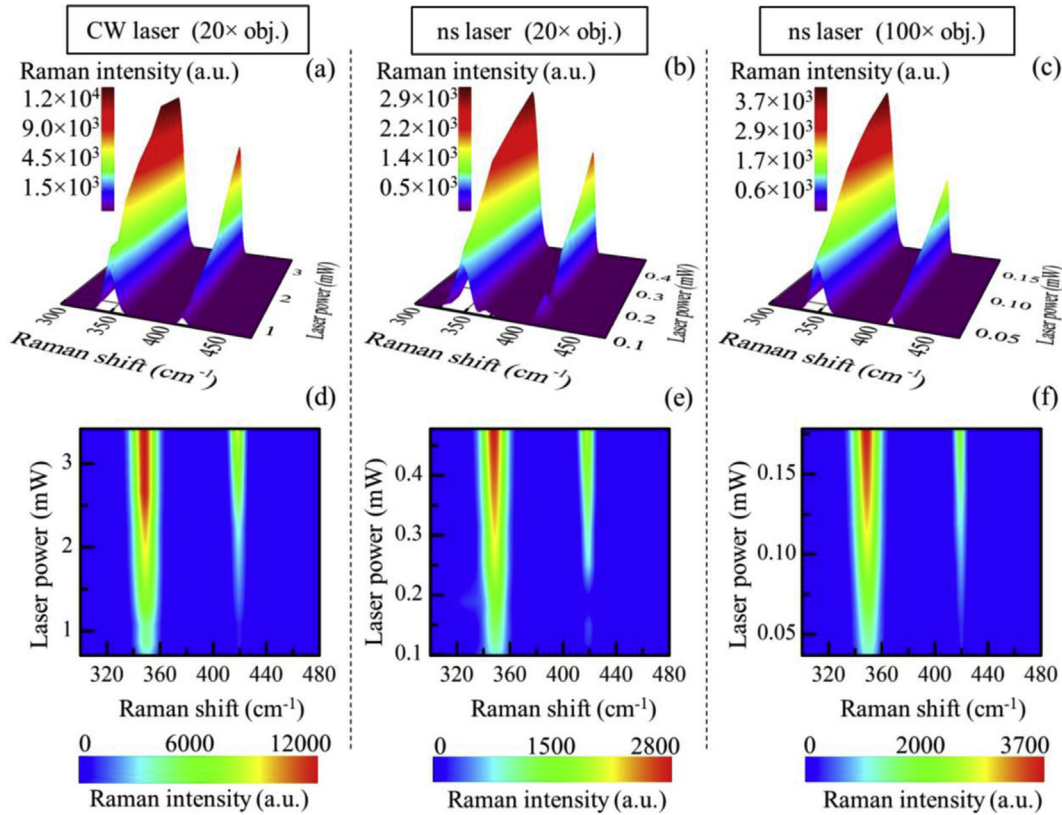 CW laser (20× obj.)
ns laser (20× obj.)
ns laser (100× obj.)
Raman intensity (a.u.)
(a)
1.2×10⁴
9.0×10³
4.5×10³
1.5×10³
3
2
1
Laser power (mW)
300
350
400
450
Raman shift (cm⁻¹)
Raman intensity (a.u.)
(b)
2.9×10³
2.2×10³
1.4×10³
0.5×10³
0.4
0.3
0.2
0.1
Laser power (mW)
300
350
400
450
Raman shift (cm⁻¹)
Raman intensity (a.u.)
(c)
3.7×10³
2.9×10³
1.7×10³
0.6×10³
0.15
0.10
0.05
Laser power (mW)
300
350
400
450
Raman shift (cm⁻¹)
(d)
Laser power (mW)
3
2
1
320 360 400 440 480
Raman shift (cm⁻¹)
0 6000 12000
Raman intensity (a.u.)
(e)
Laser power (mW)
0.4
0.3
0.2
0.1
320 360 400 440 480
Raman shift (cm⁻¹)
0 1500 2800
Raman intensity (a.u.)
(f)
Laser power (mW)
0.15
0.10
0.05
320 360 400 440 480
Raman shift (cm⁻¹)
0 2000 3700
Raman intensity (a.u.)